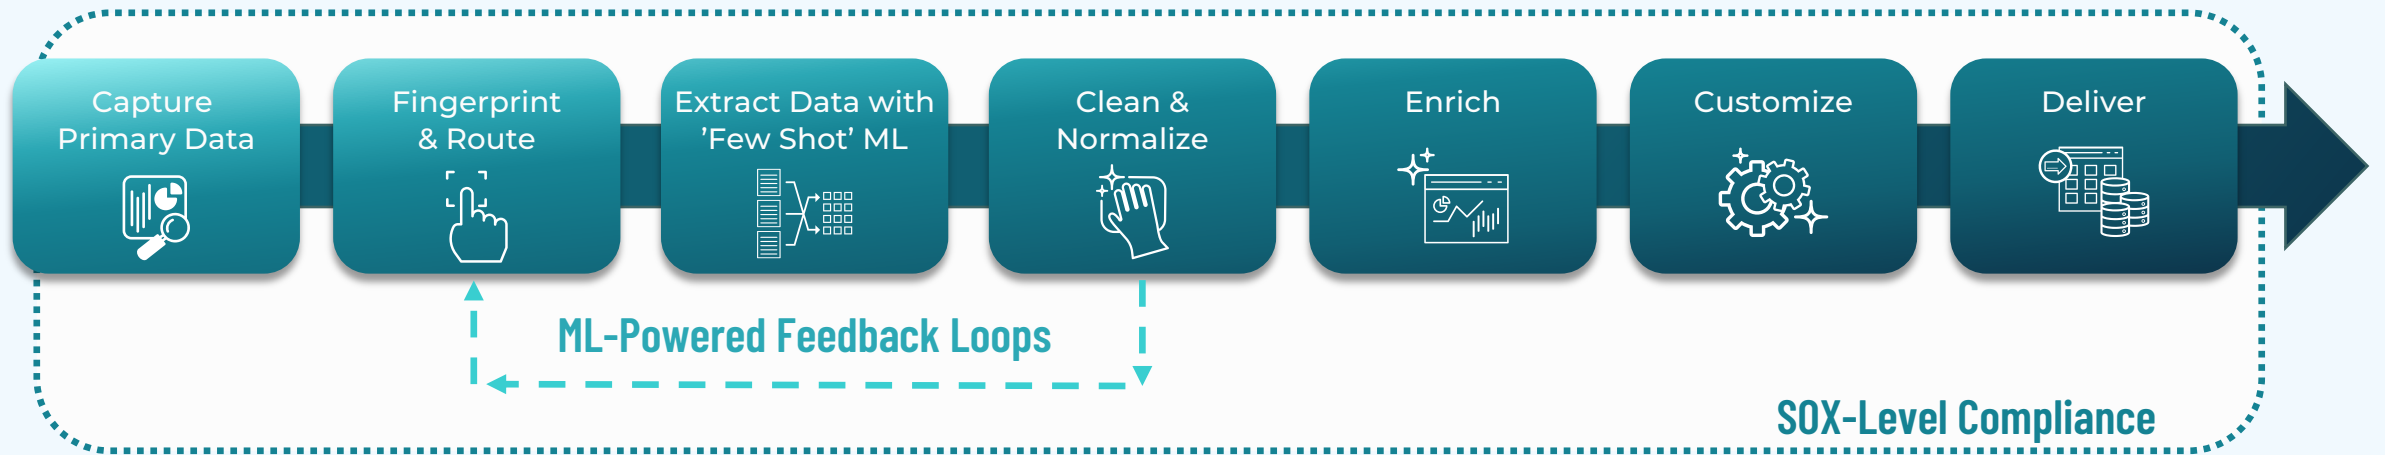 Capture
Primary Data
Fingerprint
& Route
Extract Data with
’Few Shot’ ML
Clean &
Normalize
Enrich
Customize
Deliver
ML-Powered Feedback Loops
SOX-Level Compliance